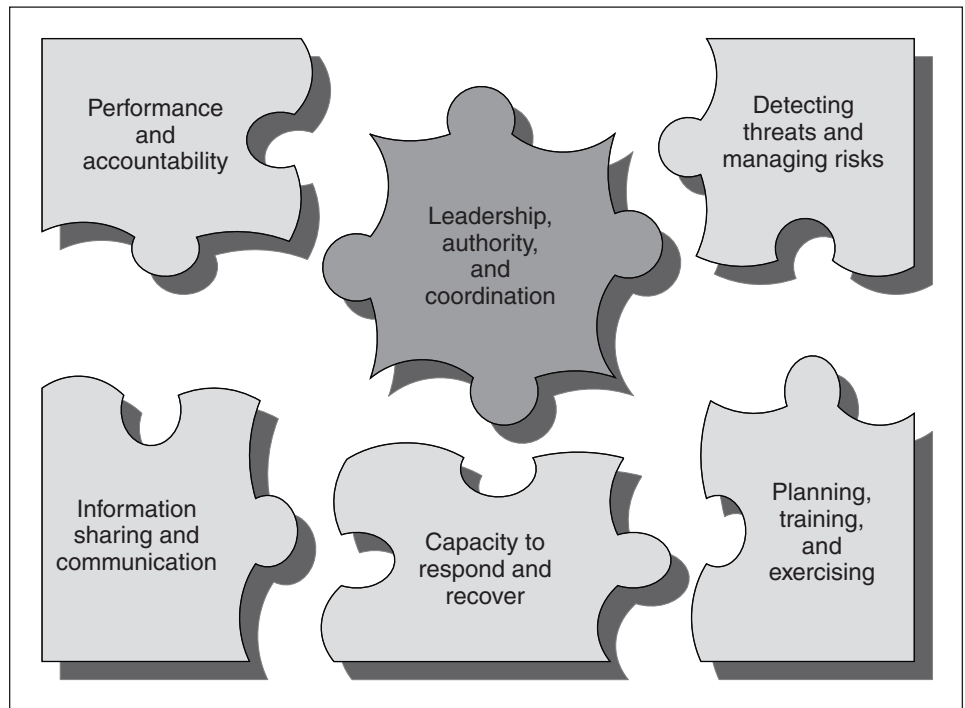 Performance
and
accountability
Leadership,
authority,
and
coordination
Detecting
threats and
managing risks
Information
sharing and
communication
Capacity to
respond and
recover
Planning,
training,
and
exercising